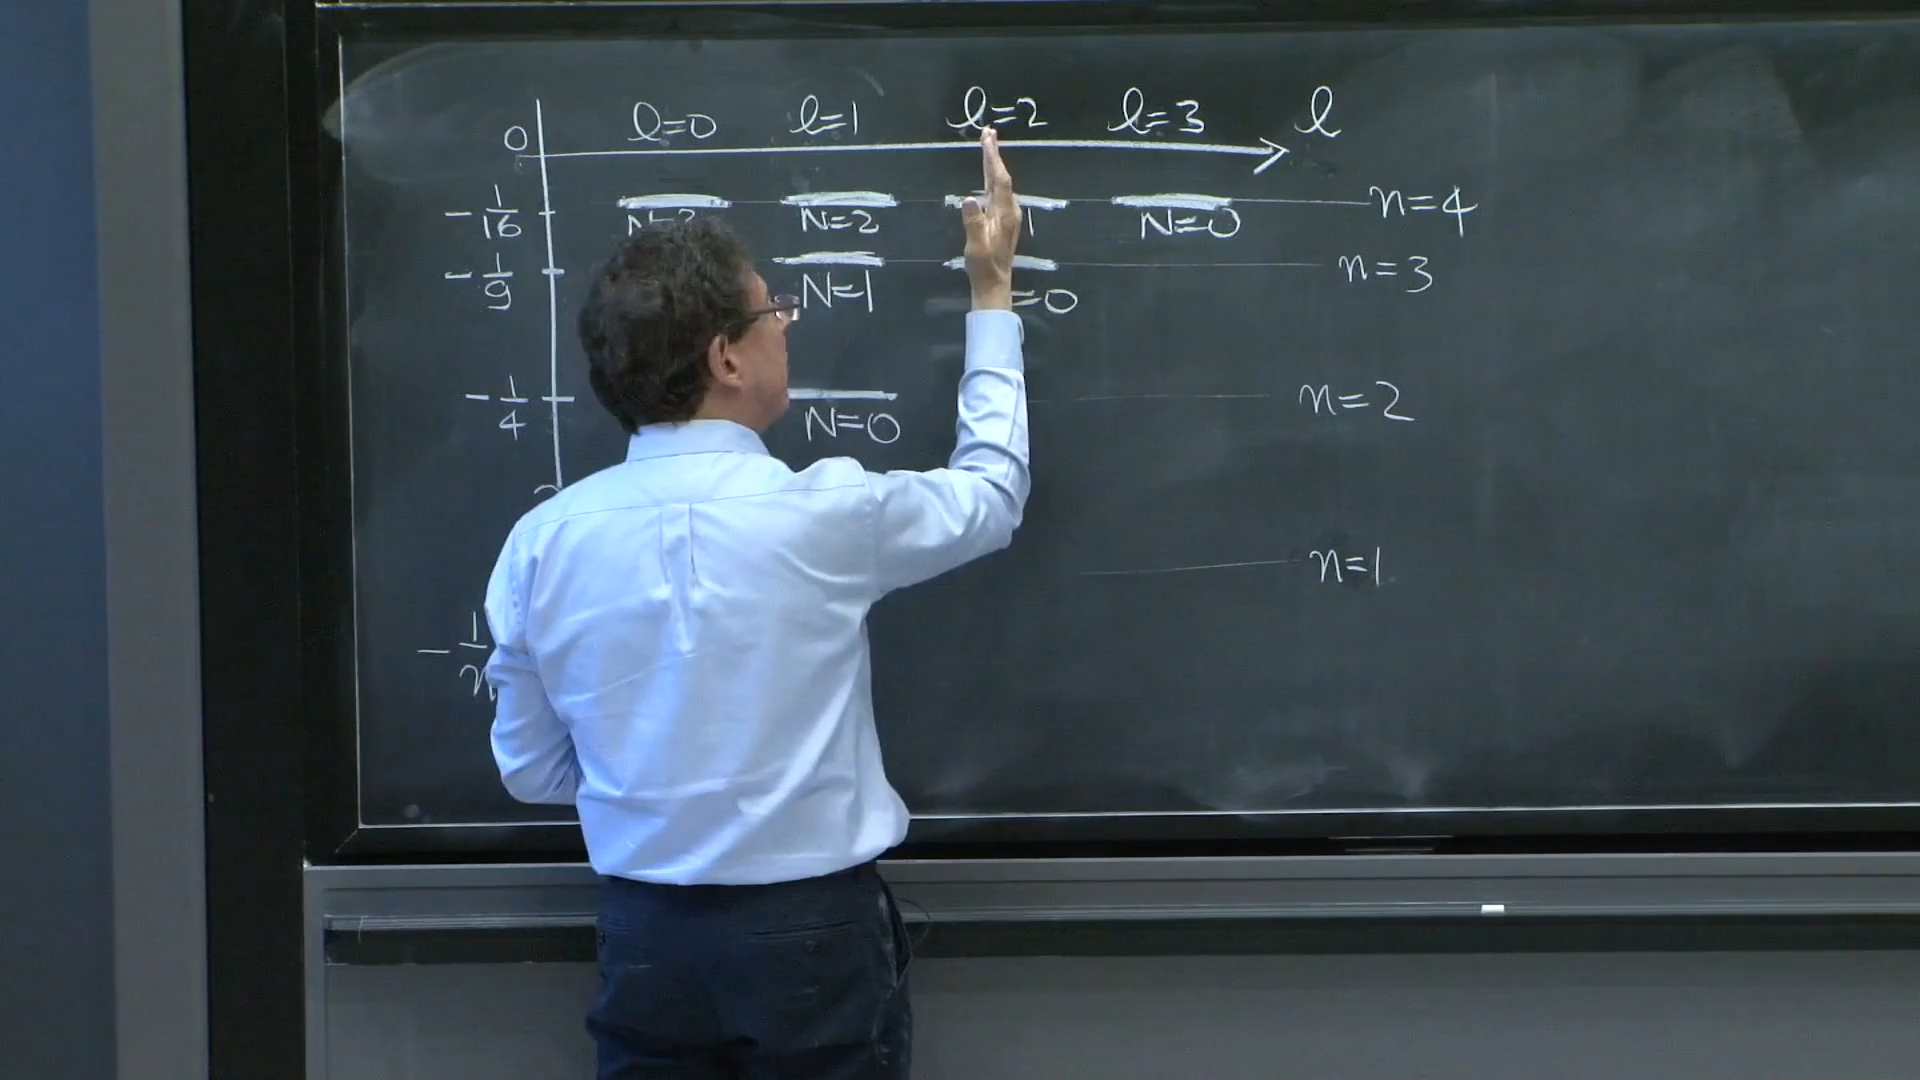 0 l=0 l=1 l=2 l=3 l
-1/16 N=2 N=0 n=4
-1/9 N=1 =0 n=3
-1/4 N=0 n=2
n=1